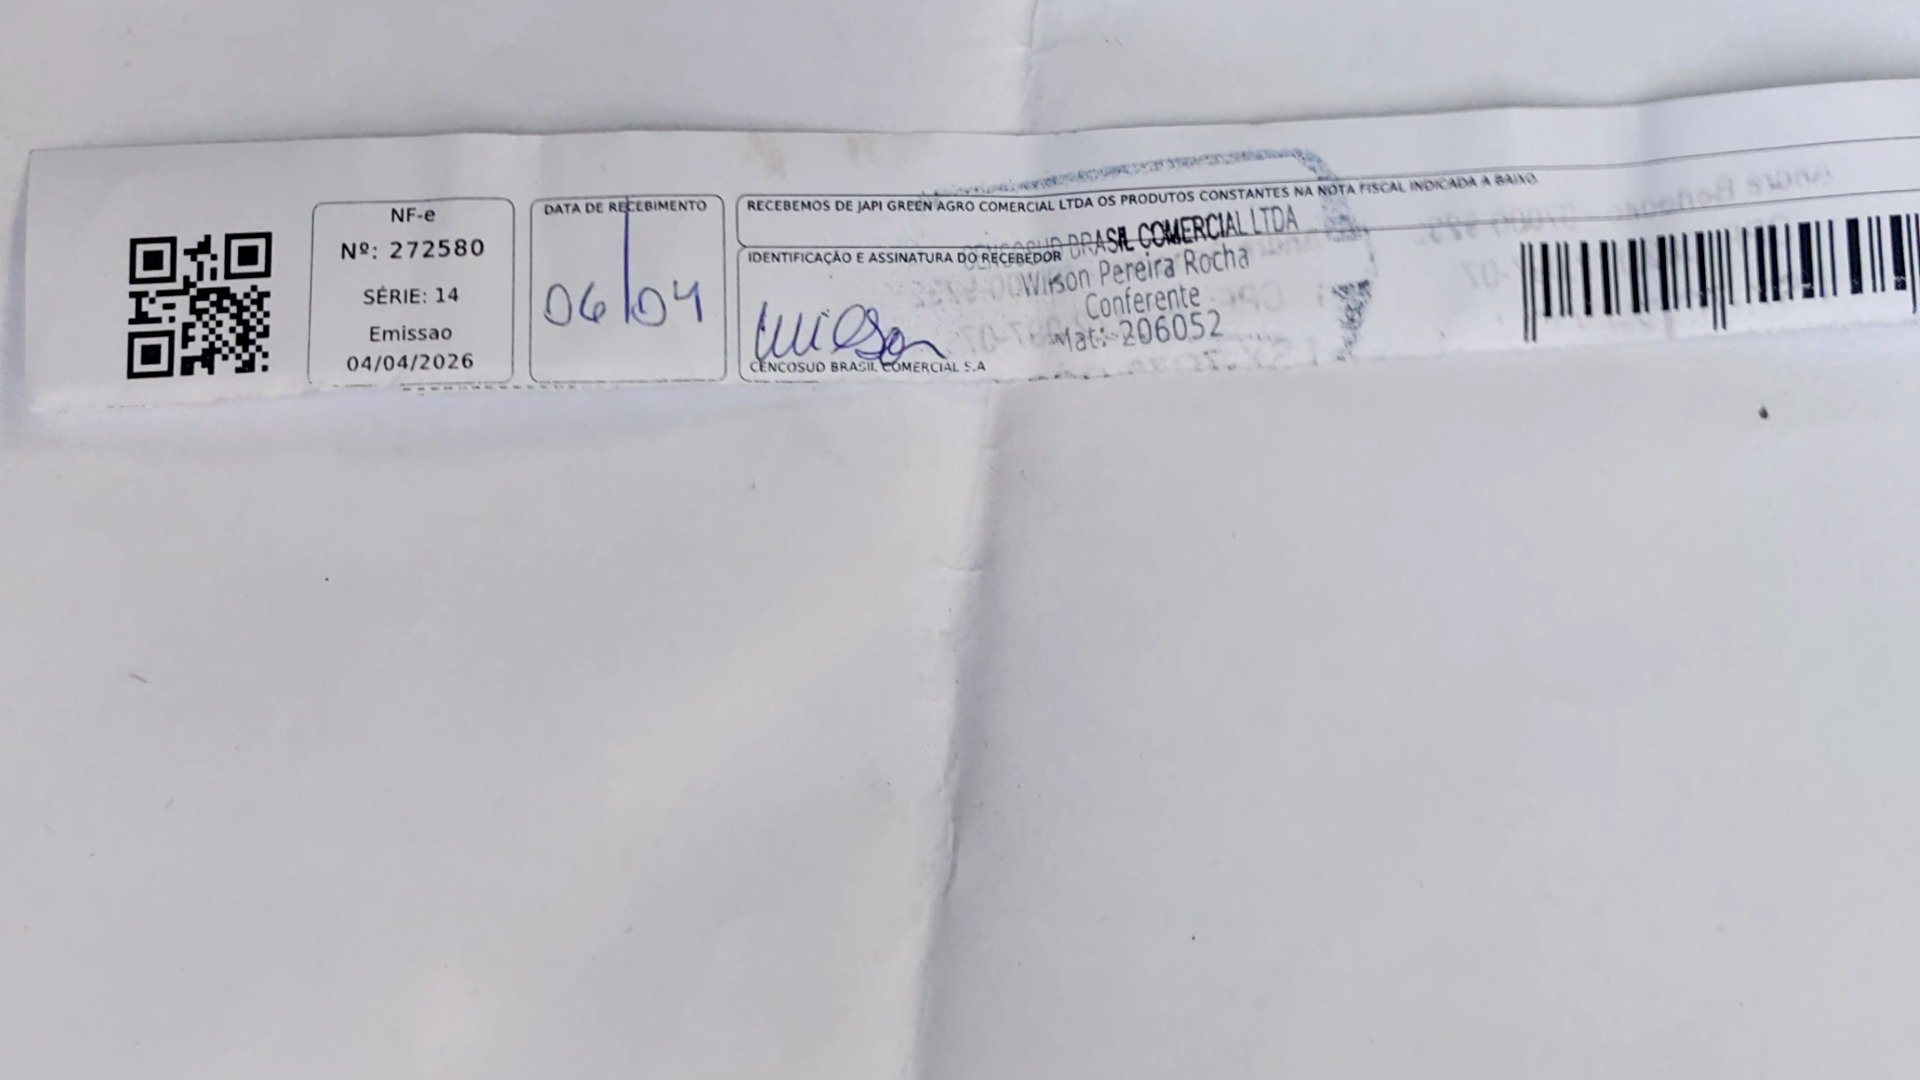 NF-e
Nº: 272580
SÉRIE: 14
Emissao
04/04/2026
DATA DE RECEBIMENTO
06/04
RECEBEMOS DE JAPI GREEN AGRO COMERCIAL LTDA OS PRODUTOS CONSTANTES NA NOTA FISCAL INDICADA A BAIXO.
IDENTIFICAÇÃO E ASSINATURA DO RECEBEDOR
CENCOSUD BRASIL COMERCIAL LTDA
Wilson Pereira Rocha
Conferente
Mat: 206052
Wilson
CENCOSUD BRASIL COMERCIAL S.A